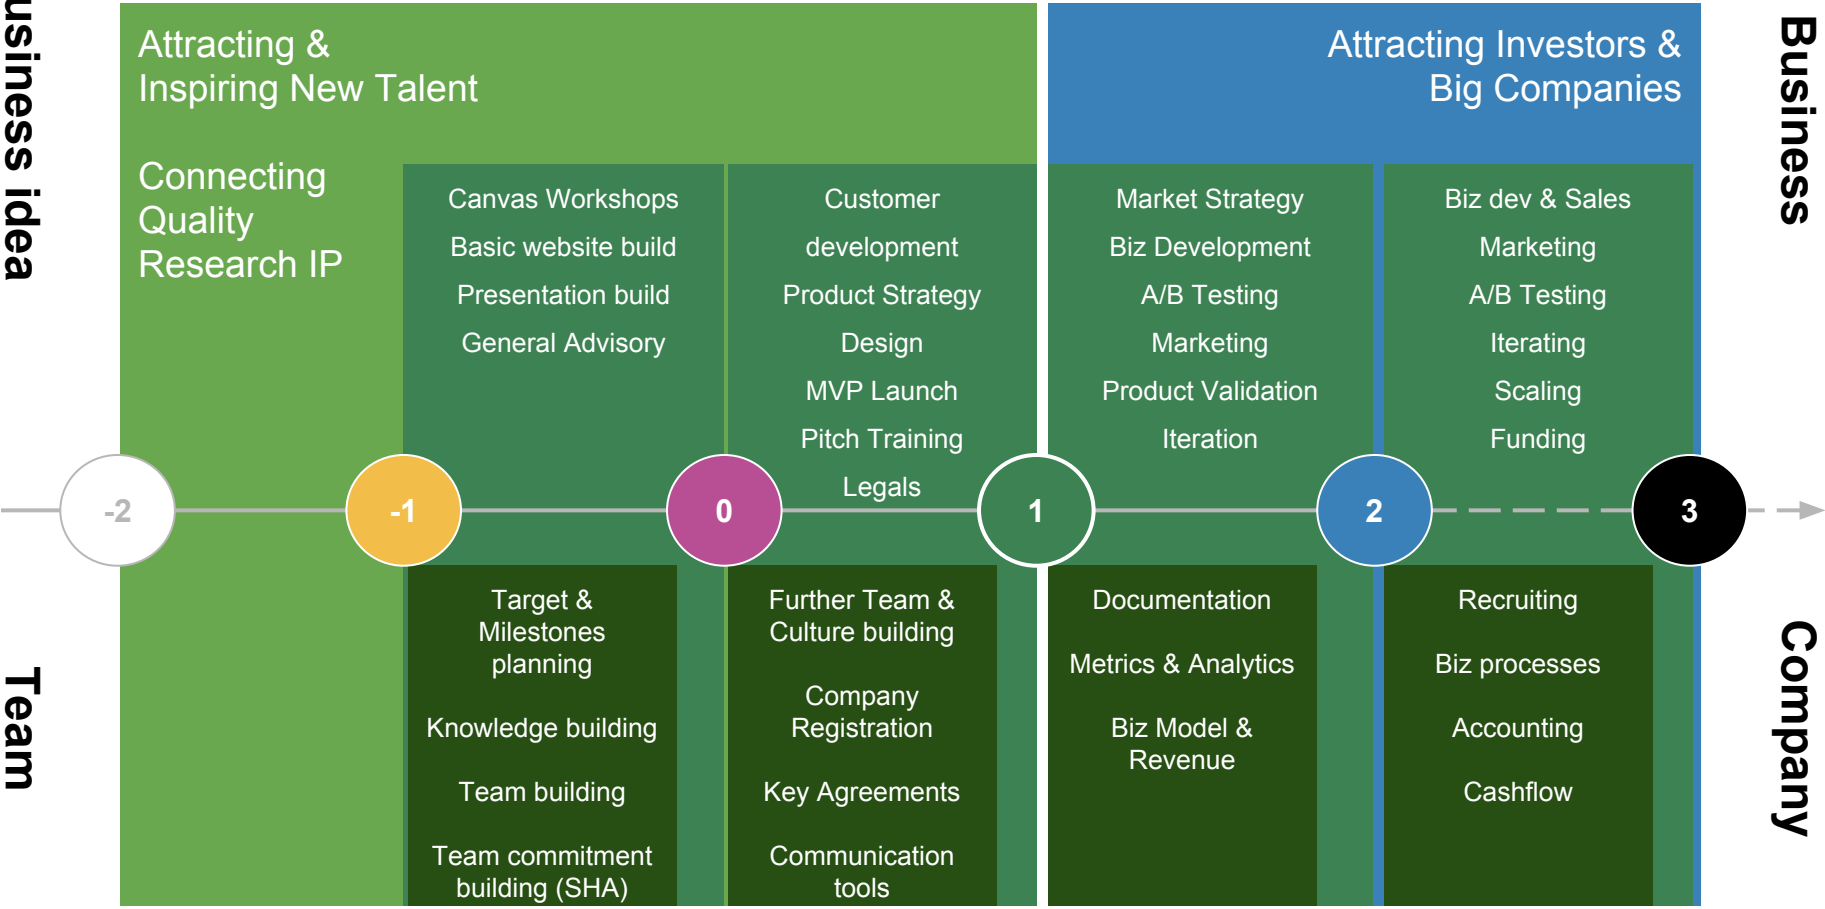 usiness idea
Attracting &
Inspiring New Talent
Attracting Investors &
Big Companies
Business
Connecting
Quality
Research IP
Canvas Workshops
Basic website build
Presentation build
General Advisory
Customer
development
Product Strategy
Design
MVP Launch
Pitch Training
Legals
Market Strategy
Biz Development
A/B Testing
Marketing
Product Validation
Iteration
Biz dev & Sales
Marketing
A/B Testing
Iterating
Scaling
Funding
-2
-1
0
1
2
3
Team
Target &
Milestones
planning
Knowledge building
Team building
Team commitment
building (SHA)
Further Team &
Culture building
Company
Registration
Key Agreements
Communication
tools
Documentation
Metrics & Analytics
Biz Model &
Revenue
Recruiting
Biz processes
Accounting
Cashflow
Company